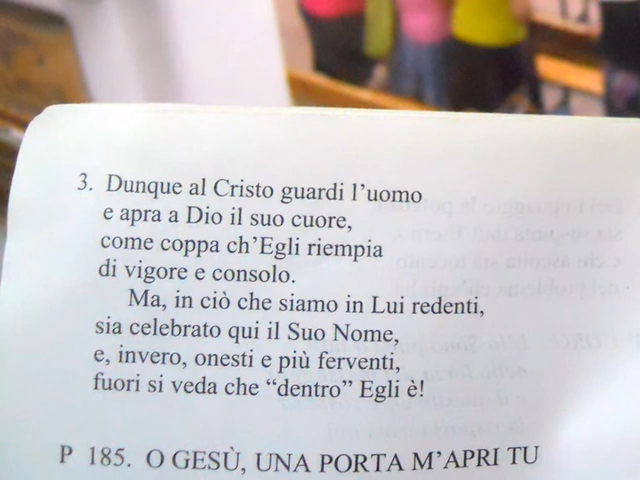 3. Dunque al Cristo guardi l'uomo
e apra a Dio il suo cuore,
come coppa ch'Egli riempia
di vigore e consolo.
Ma, in ciò che siamo in Lui redenti,
sia celebrato qui il Suo Nome,
e, invero, onesti e più ferventi,
fuori si veda che “dentro” Egli è!
P 185. O GESÙ, UNA PORTA M'APRI TU